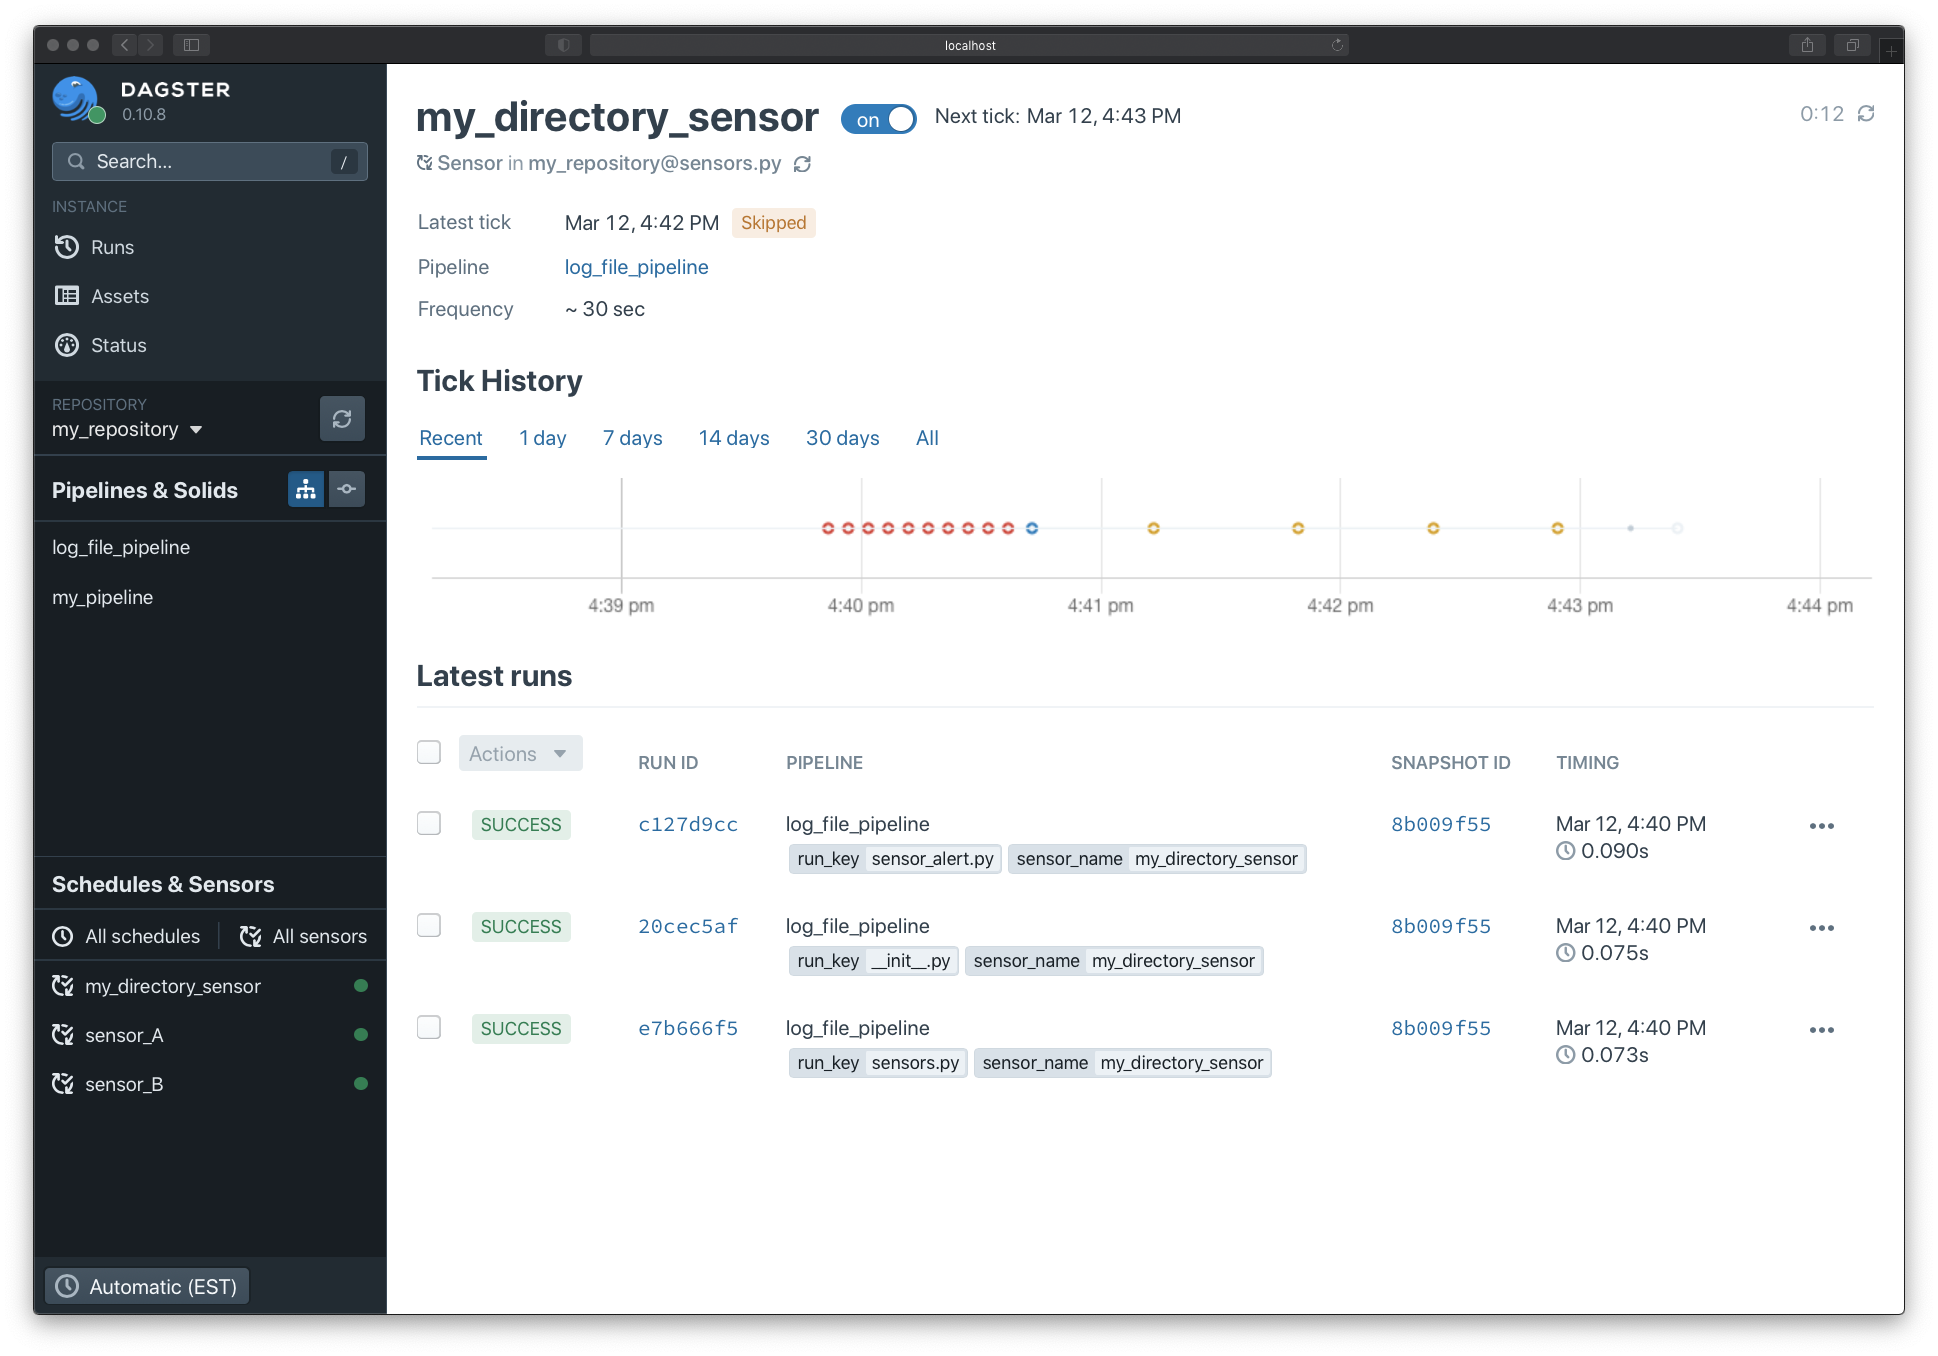 localhost
DAGSTER
0.10.8
Search... /
INSTANCE
Runs
Assets
Status
REPOSITORY
my_repository
Pipelines & Solids
log_file_pipeline
my_pipeline
Schedules & Sensors
All schedules All sensors
my_directory_sensor
sensor_A
sensor_B
Automatic (EST)
my_directory_sensor on Next tick: Mar 12, 4:43 PM 0:12
Sensor in my_repository@sensors.py
Latest tick Mar 12, 4:42 PM Skipped
Pipeline log_file_pipeline
Frequency ~ 30 sec
Tick History
Recent 1 day 7 days 14 days 30 days All
4:39 pm 4:40 pm 4:41 pm 4:42 pm 4:43 pm 4:44 pm
Latest runs
Actions RUN ID PIPELINE SNAPSHOT ID TIMING
SUCCESS c127d9cc log_file_pipeline 8b009f55 Mar 12, 4:40 PM
run_key sensor_alert.py sensor_name my_directory_sensor 0.090s
SUCCESS 20cec5af log_file_pipeline 8b009f55 Mar 12, 4:40 PM
run_key __init__.py sensor_name my_directory_sensor 0.075s
SUCCESS e7b666f5 log_file_pipeline 8b009f55 Mar 12, 4:40 PM
run_key sensors.py sensor_name my_directory_sensor 0.073s